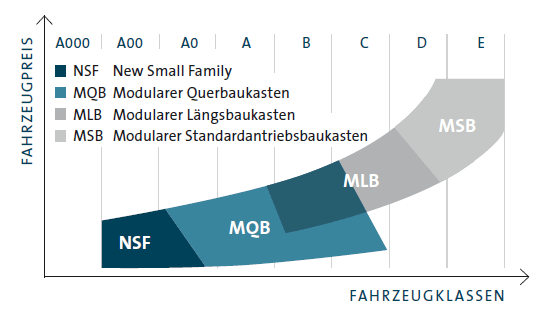 FAHRZEUGPREIS
A000 A00 A0 A B C D E
NSF New Small Family
MQB Modularer Querbaukasten
MLB Modularer Längsbaukasten
MSB Modularer Standardantriebsbaukasten
MSB
MLB
MQB
NSF
FAHRZEUGKLASSEN